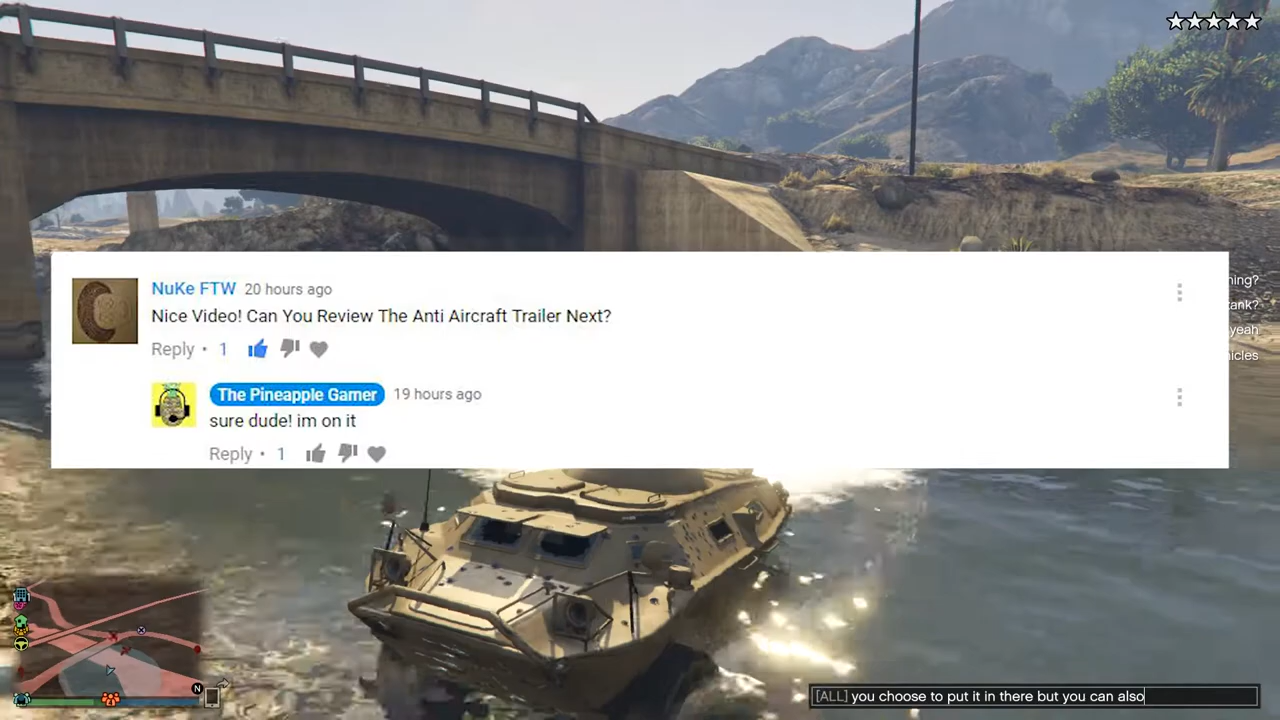 NuKe FTW 20 hours ago
Nice Video! Can You Review The Anti Aircraft Trailer Next?
Reply • 1
The Pineapple Gamer 19 hours ago
sure dude! im on it
Reply • 1
yeah
N
[ALL] you choose to put it in there but you can also